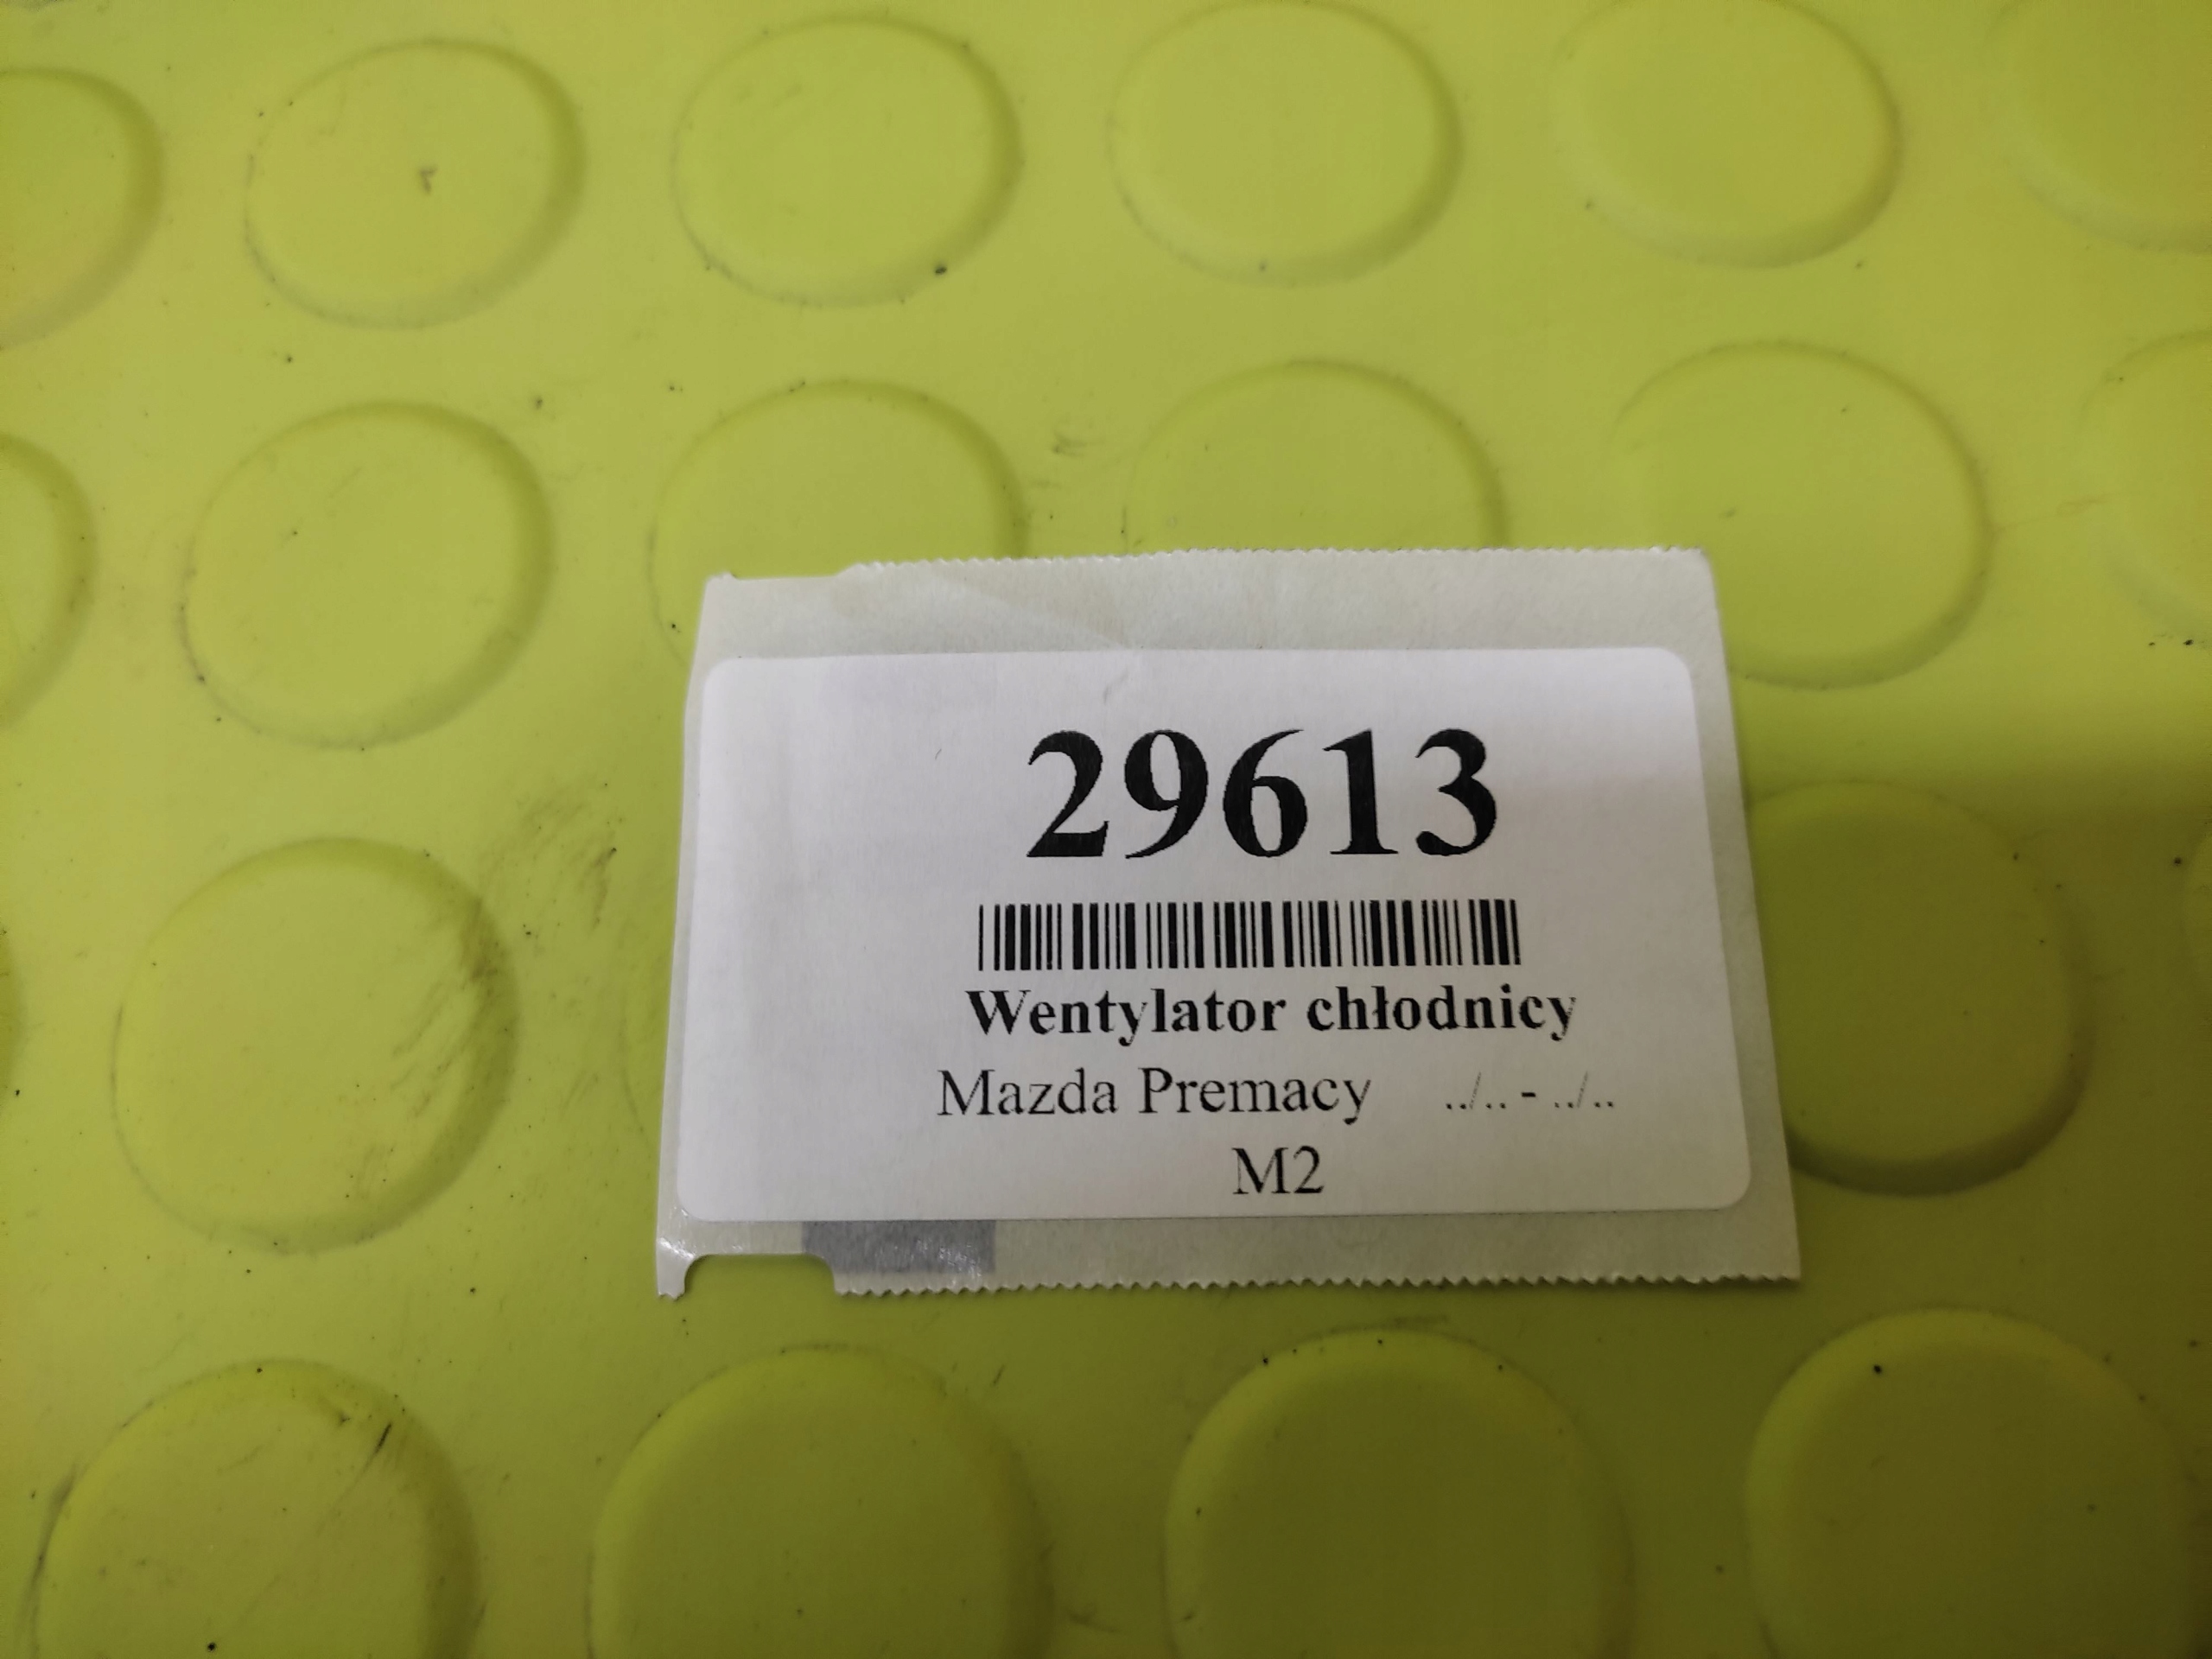 29613
Wentylator chłodnicy
Mazda Premacy ../.. - ../..
M2